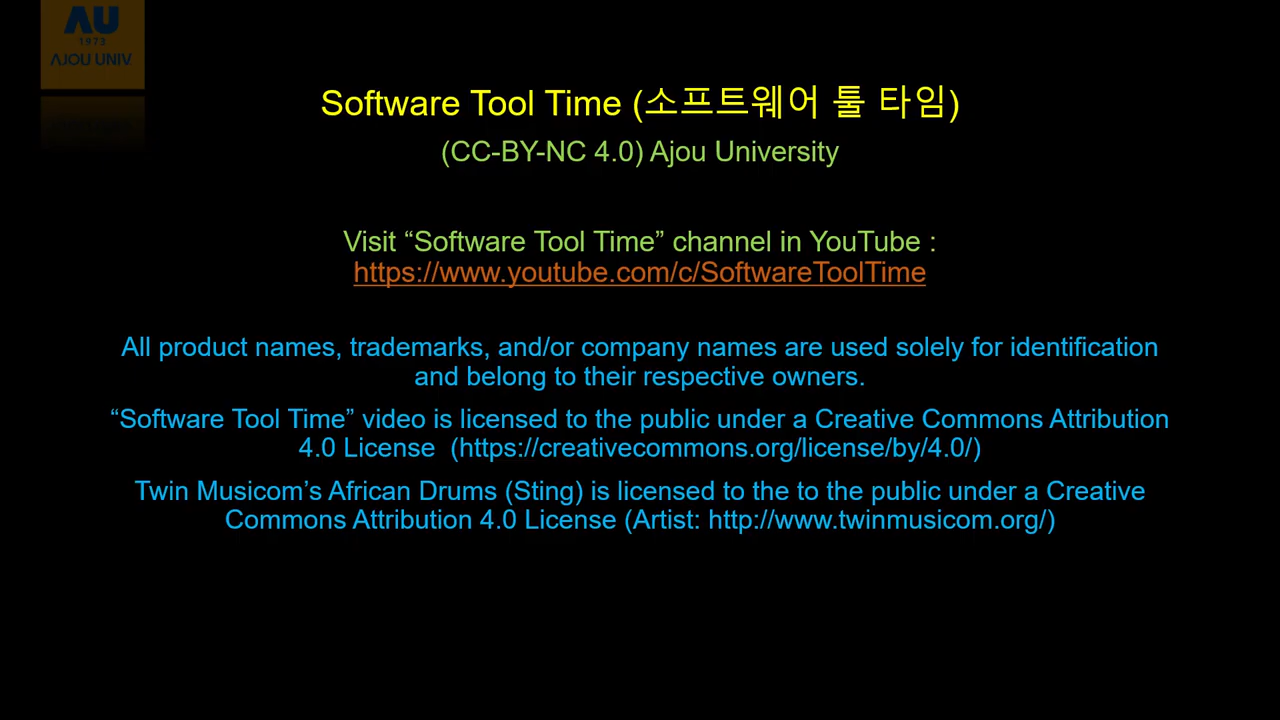 AU
1973
AJOU UNIV.
Software Tool Time (소프트웨어 툴 타임)
(CC-BY-NC 4.0) Ajou University
Visit “Software Tool Time” channel in YouTube :
https://www.youtube.com/c/SoftwareToolTime
All product names, trademarks, and/or company names are used solely for identification
and belong to their respective owners.
“Software Tool Time” video is licensed to the public under a Creative Commons Attribution
4.0 License  (https://creativecommons.org/license/by/4.0/)
Twin Musicom’s African Drums (Sting) is licensed to the to the public under a Creative
Commons Attribution 4.0 License (Artist: http://www.twinmusicom.org/)